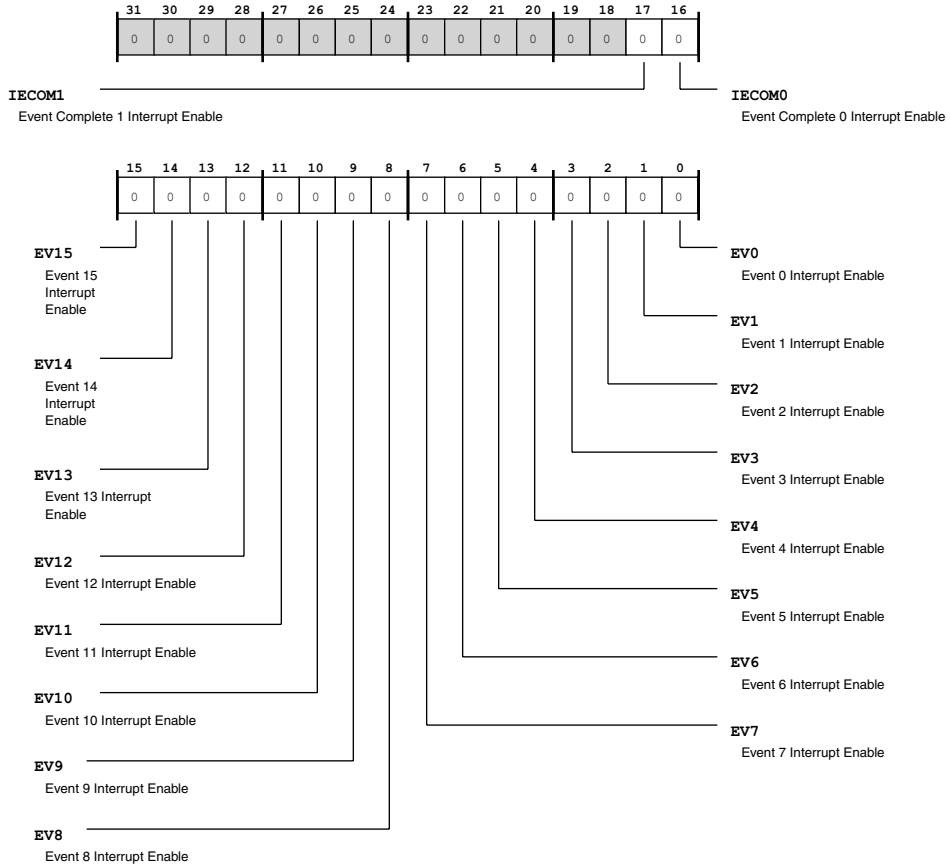 31 30 29 28 27 26 25 24 23 22 21 20 19 18 17 16
0 0 0 0 0 0 0 0 0 0 0 0 0 0 0 0
IECOM1
Event Complete 1 Interrupt Enable
IECOM0
Event Complete 0 Interrupt Enable
15 14 13 12 11 10 9 8 7 6 5 4 3 2 1 0
0 0 0 0 0 0 0 0 0 0 0 0 0 0 0 0
EV15
Event 15
Interrupt
Enable
EV14
Event 14
Interrupt
Enable
EV13
Event 13 Interrupt
Enable
EV12
Event 12 Interrupt Enable
EV11
Event 11 Interrupt Enable
EV10
Event 10 Interrupt Enable
EV9
Event 9 Interrupt Enable
EV8
Event 8 Interrupt Enable
EV0
Event 0 Interrupt Enable
EV1
Event 1 Interrupt Enable
EV2
Event 2 Interrupt Enable
EV3
Event 3 Interrupt Enable
EV4
Event 4 Interrupt Enable
EV5
Event 5 Interrupt Enable
EV6
Event 6 Interrupt Enable
EV7
Event 7 Interrupt Enable